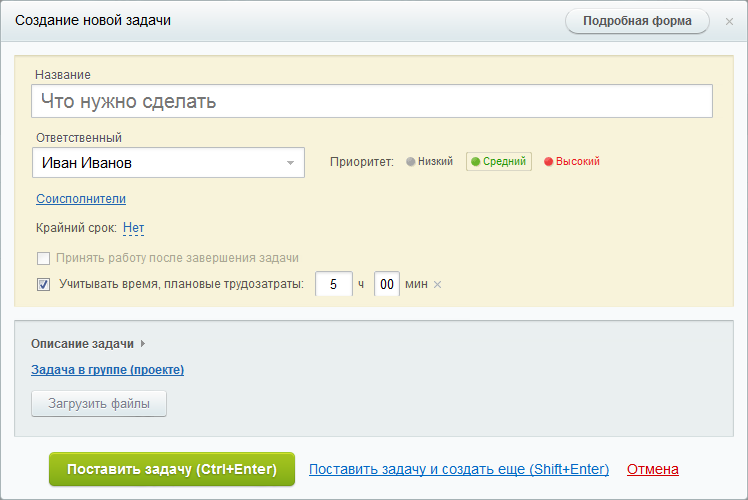 Создание новой задачи
Подробная форма ×
Название
Что нужно сделать
Ответственный
Иван Иванов
Приоритет: Низкий Средний Высокий
Соисполнители
Крайний срок: Нет
Принять работу после завершения задачи
Учитывать время, плановые трудозатраты: 5 ч 00 мин ×
Описание задачи
Задача в группе (проекте)
Загрузить файлы
Поставить задачу (Ctrl+Enter) Поставить задачу и создать еще (Shift+Enter) Отмена